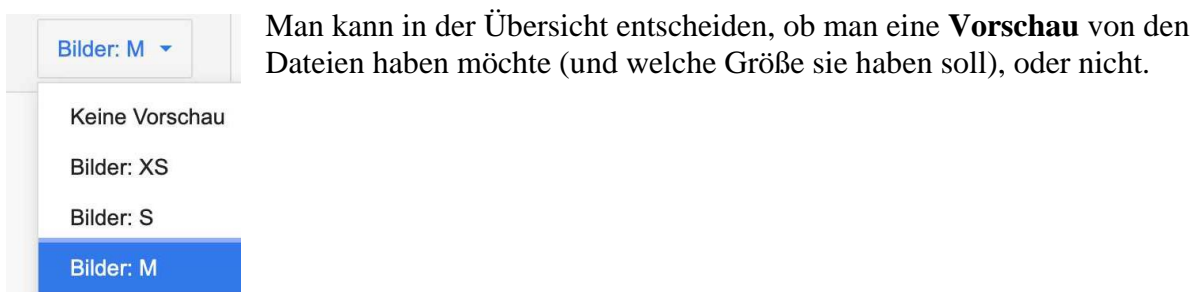 Bilder: M
Man kann in der Übersicht entscheiden, ob man eine Vorschau von den
Dateien haben möchte (und welche Größe sie haben soll), oder nicht.
Keine Vorschau
Bilder: XS
Bilder: S
Bilder: M